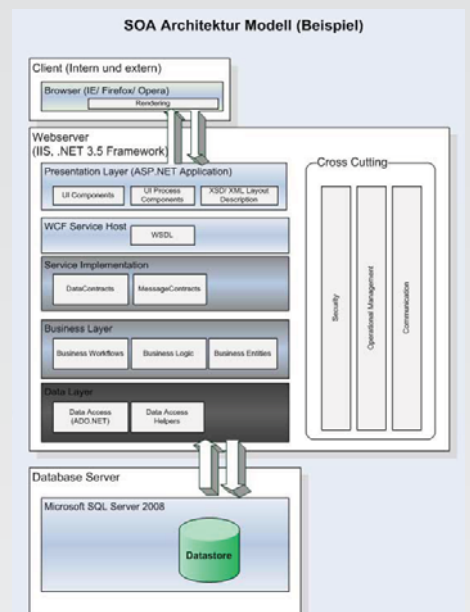 SOA Architektur Modell (Beispiel)
Client (Intern und extern)
Browser (IE/ Firefox/ Opera)
Rendering
Webserver
(IIS, .NET 3.5 Framework)
Presentation Layer (ASP.NET Application)
UI Components
UI Process
Components
XSD/ XML Layout
Description
WCF Service Host
WSDL
Service Implementation
DataContracts
MessageContracts
Business Layer
Business Workflows
Business Logic
Business Entities
Data Layer
Data Access
(ADO.NET)
Data Access
Helpers
Cross Cutting
Security
Operational Management
Communication
Database Server
Microsoft SQL Server 2008
Datastore